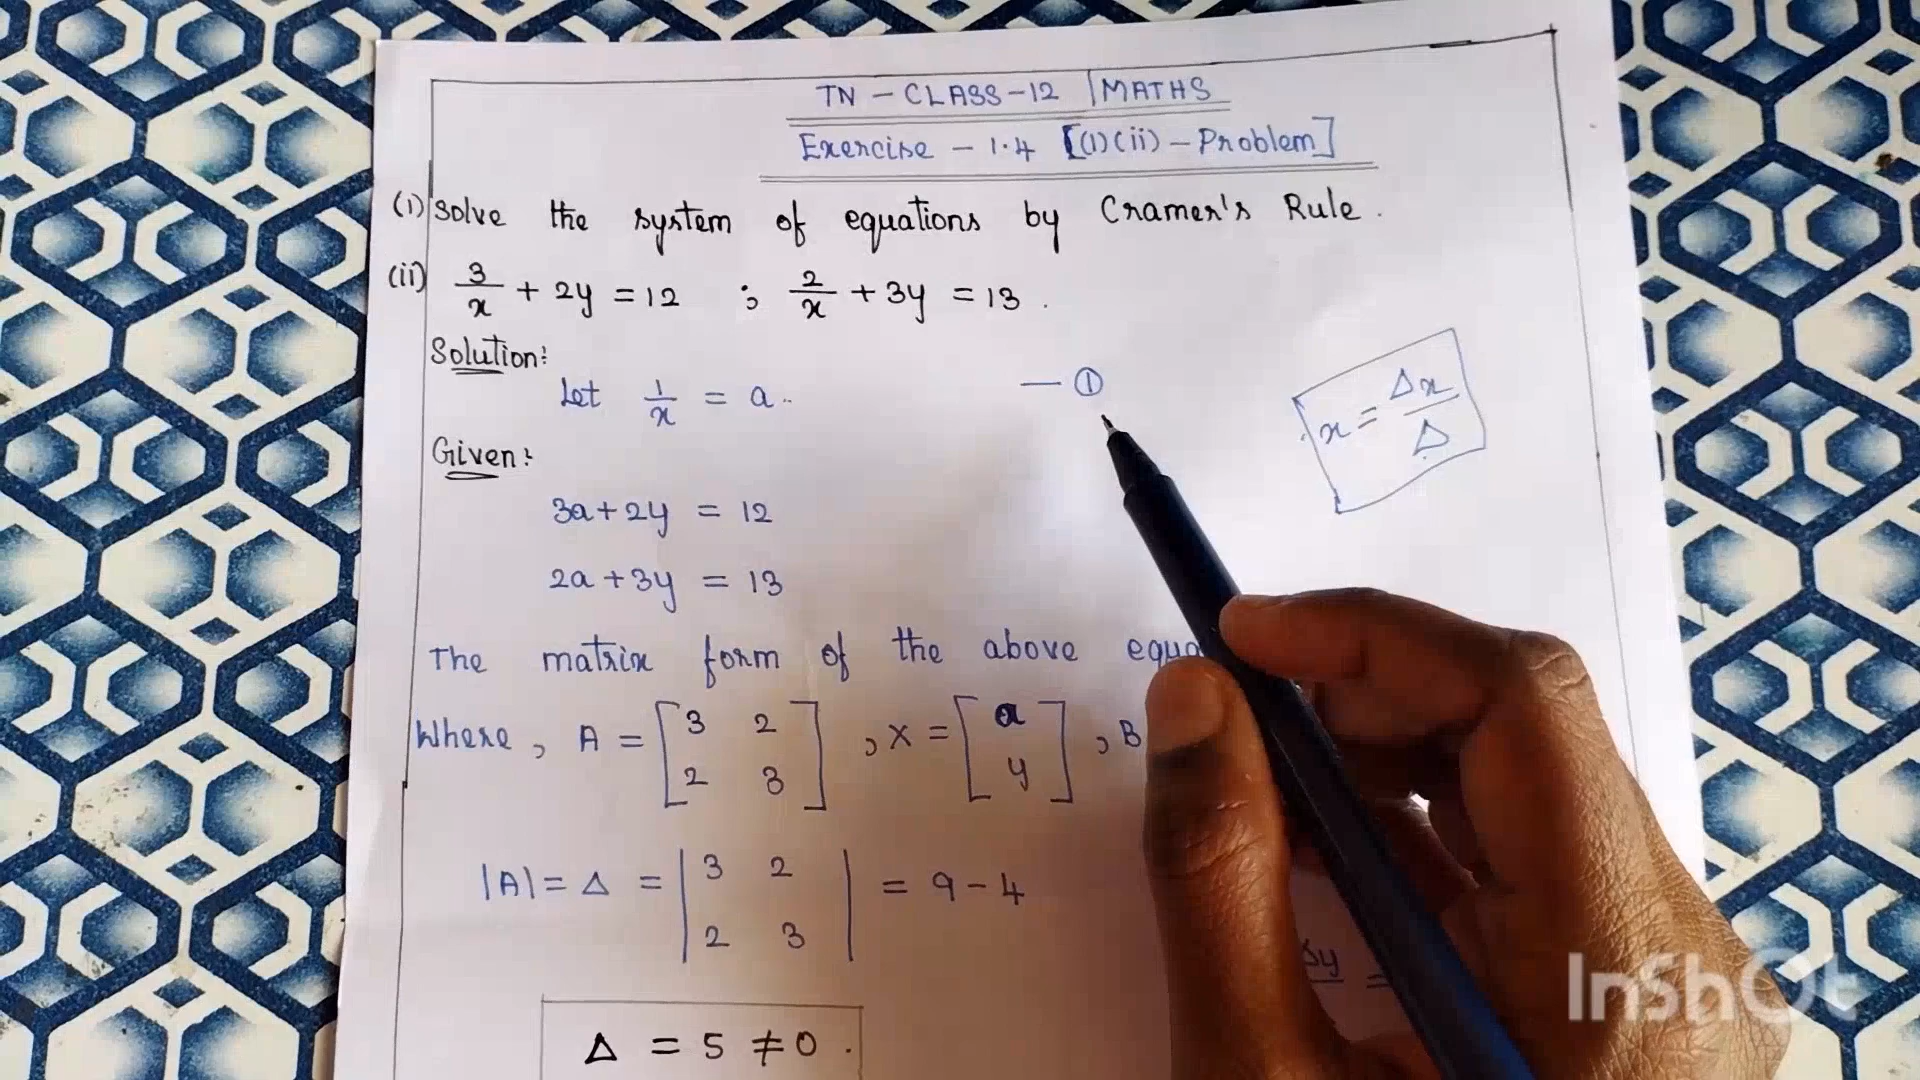 TN - CLASS-12 | MATHS
Exercise - 1.4 [(1)(ii) - Problem]
(1) Solve the system of equations by Cramer's Rule.
(ii) 3/x + 2y = 12 ; 2/x + 3y = 13.
Solution:
Let 1/x = a.. — ①
x = Δx/Δ
Given:
3a + 2y = 12
2a + 3y = 13
The matrix form of the above
Where, A = [3 2
2 3], X = [a
y], B
|A| = Δ = |3 2
2 3| = 9 - 4
Δy =
Δ = 5 ≠ 0.
InShOt